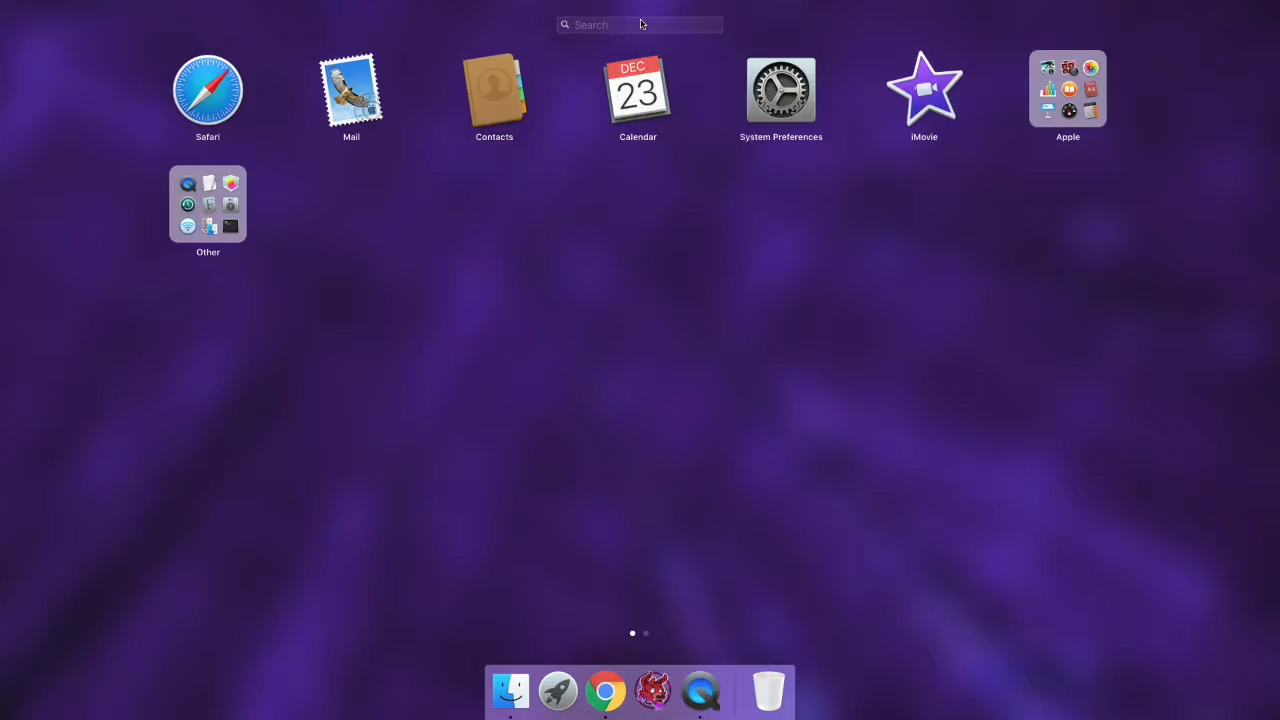 Search
Safari
Mail
Contacts
DEC
23
Calendar
System Preferences
iMovie
Apple
Other